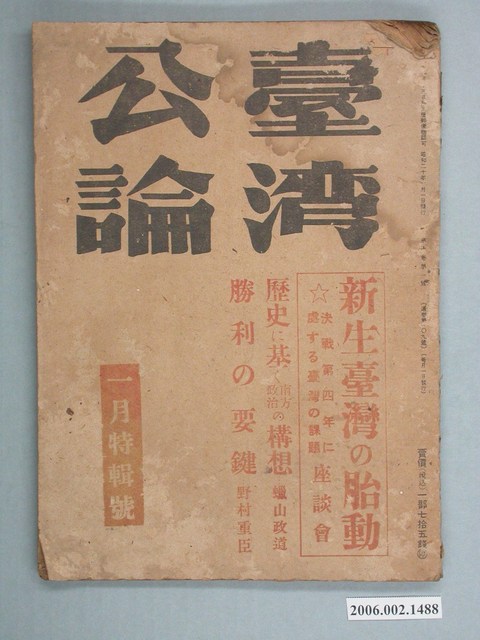 臺灣
公論
新生臺灣の胎動
☆決戰第四年に
處する臺灣の課題
座談會
歷史に基く南方政治の構想 蠟山政道
勝利の要鍵 野村重臣
一月特輯號
2006.002.1488